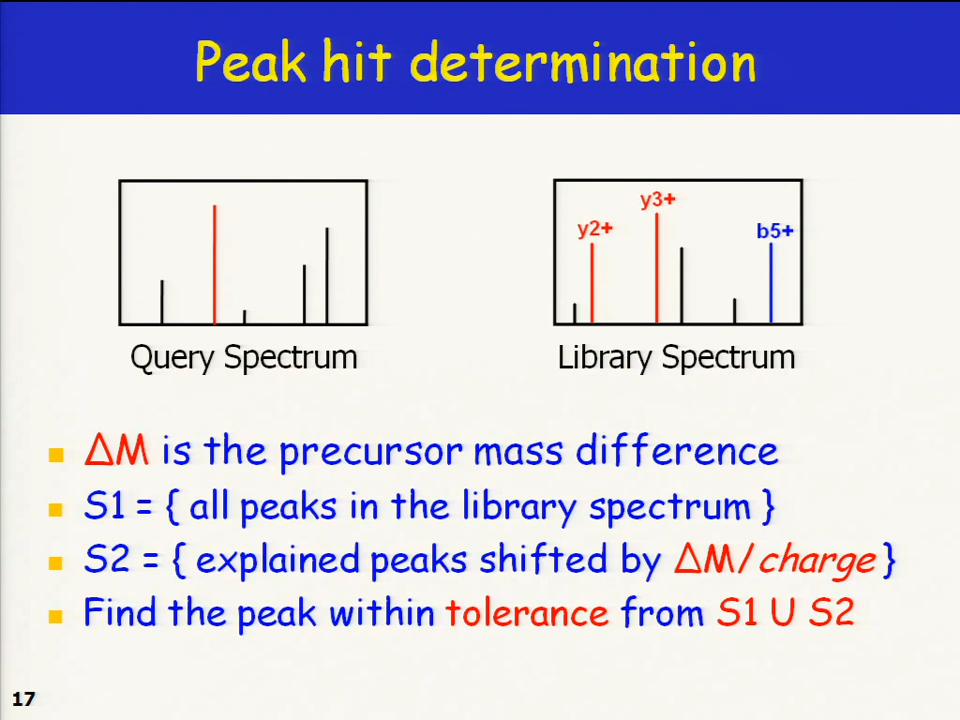 Peak hit determination
y2+
y3+
b5+
Query Spectrum
Library Spectrum
ΔM is the precursor mass difference
S1 = { all peaks in the library spectrum }
S2 = { explained peaks shifted by ΔM/charge }
Find the peak within tolerance from S1 U S2
17